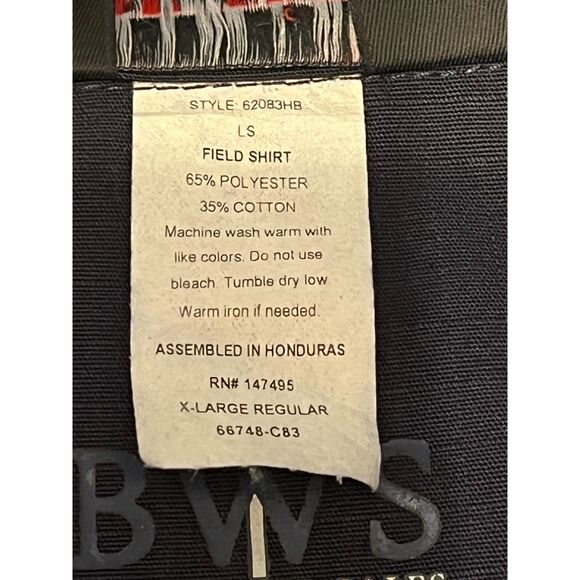 STYLE: 62083HB
LS
FIELD SHIRT
65% POLYESTER
35% COTTON
Machine wash warm with
like colors. Do not use
bleach. Tumble dry low.
Warm iron if needed.
ASSEMBLED IN HONDURAS
RN# 147495
X-LARGE REGULAR
66748-C83
BWS